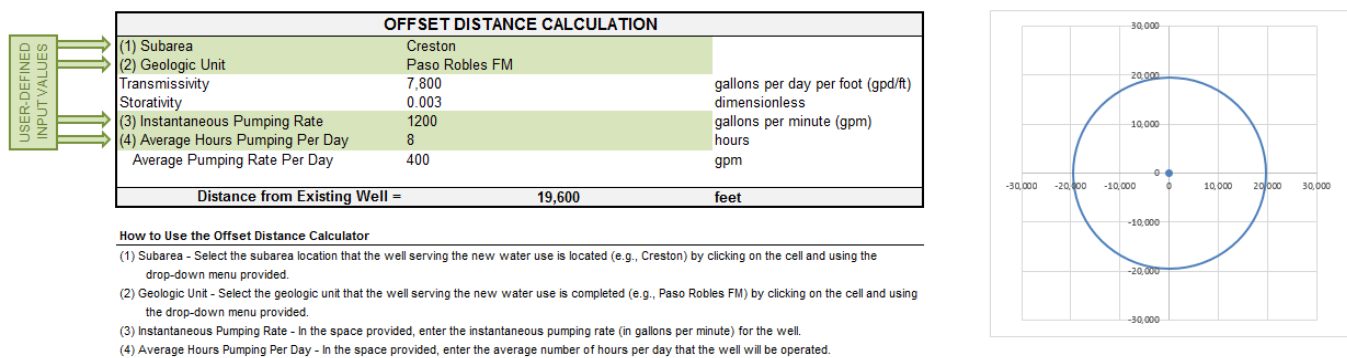 OFFSET DISTANCE CALCULATION
USER-DEFINED
INPUT VALUES
(1) Subarea Creston
(2) Geologic Unit Paso Robles FM
Transmissivity 7,800 gallons per day per foot (gpd/ft)
Storativity 0.003 dimensionless
(3) Instantaneous Pumping Rate 1200 gallons per minute (gpm)
(4) Average Hours Pumping Per Day 8 hours
Average Pumping Rate Per Day 400 gpm
Distance from Existing Well = 19,600 feet
How to Use the Offset Distance Calculator
(1) Subarea - Select the subarea location that the well serving the new water use is located (e.g., Creston) by clicking on the cell and using the
drop-down menu provided.
(2) Geologic Unit - Select the geologic unit that the well serving the new water use is completed (e.g., Paso Robles FM) by clicking on the cell and using
the drop-down menu provided.
(3) Instantaneous Pumping Rate - In the space provided, enter the instantaneous pumping rate (in gallons per minute) for the well.
(4) Average Hours Pumping Per Day - In the space provided, enter the average number of hours per day that the well will be operated.
30,000
20,000
10,000
0
-30,000 -20,000 -10,000 0 10,000 20,000 30,000
-10,000
-20,000
-30,000